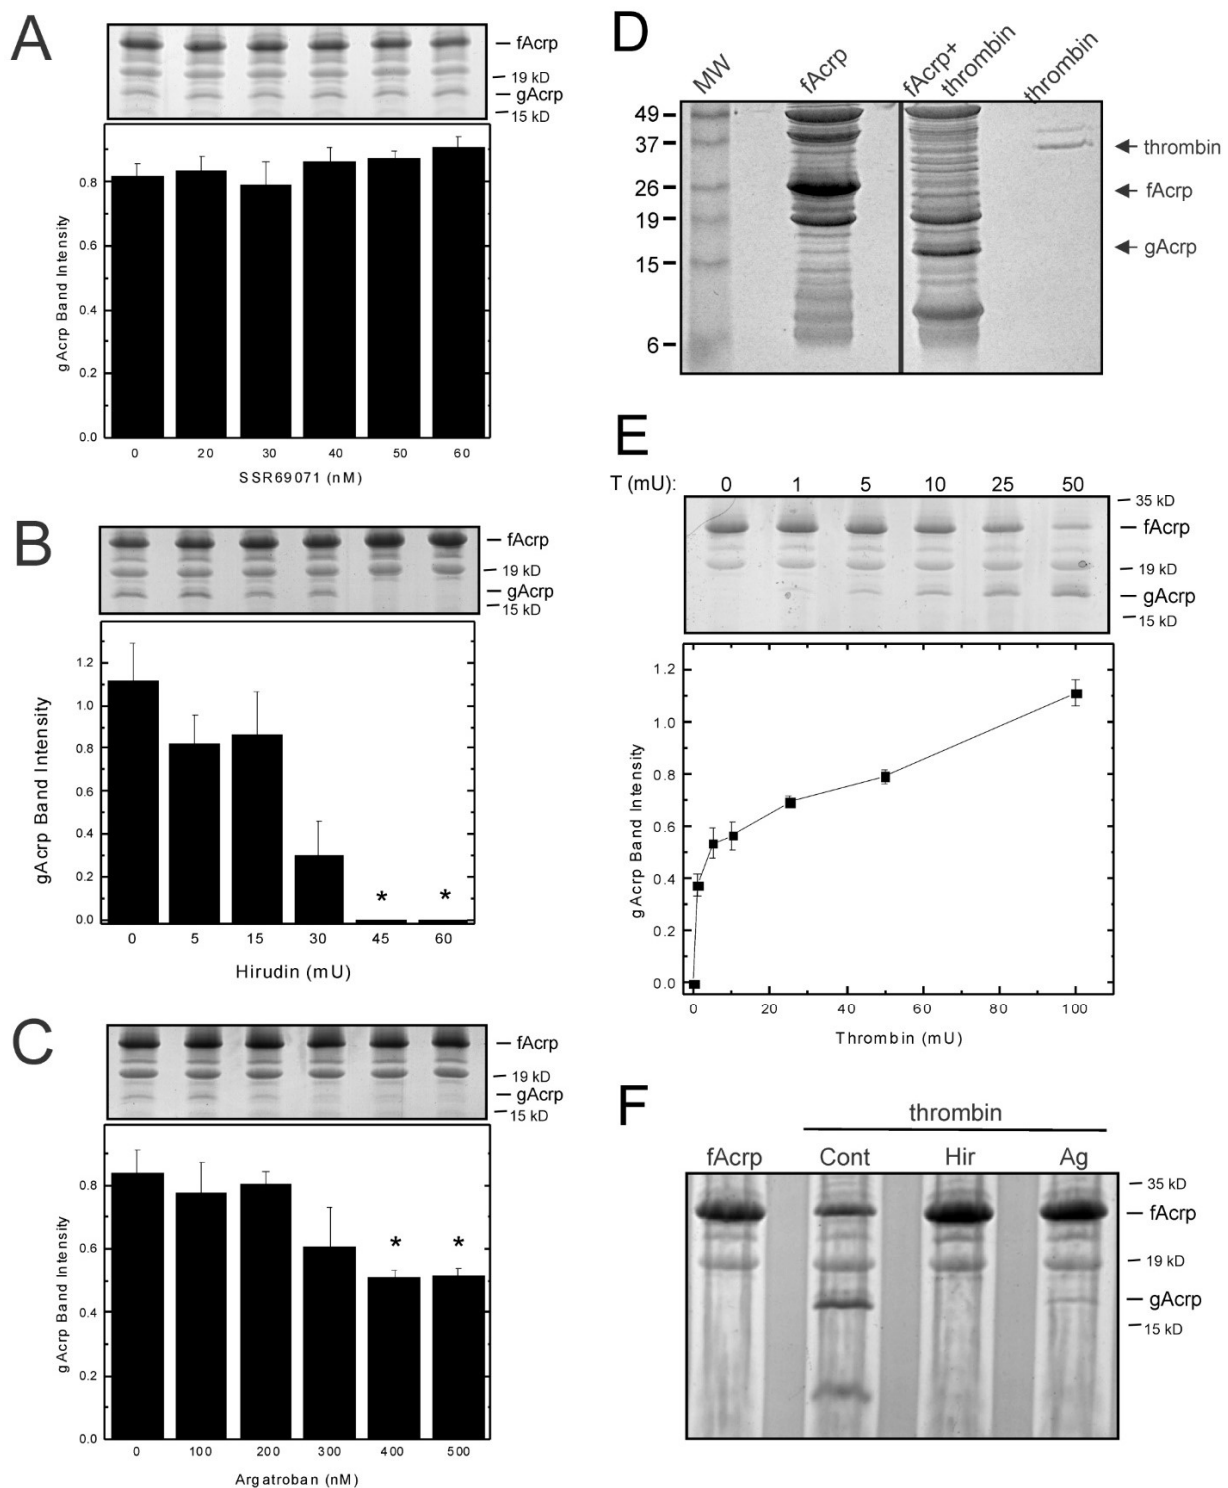 A
fAcrp
19 kD
gAcrp
15 kD
gAcrp Band Intensity
0.8
0.6
0.4
0.2
0.0
0 20 30 40 50 60
SSR69071 (nM)
B
fAcrp
19 kD
gAcrp
15 kD
gAcrp Band Intensity
1.2
1.0
0.8
0.6
0.4
0.2
0.0
* *
0 5 15 30 45 60
Hirudin (mU)
C
fAcrp
19 kD
gAcrp
15 kD
gAcrp Band Intensity
0.8
0.6
0.4
0.2
0.0
* *
0 100 200 300 400 500
Argatroban (nM)
D
MW fAcrp fAcrp+ thrombin thrombin
49
37
26
19
15
6
thrombin
fAcrp
gAcrp
E
T (mU): 0 1 5 10 25 50
35 kD
fAcrp
19 kD
gAcrp
15 kD
gAcrp Band Intensity
1.2
1.0
0.8
0.6
0.4
0.2
0.0
0 20 40 60 80 100
Thrombin (mU)
F
thrombin
fAcrp Cont Hir Ag
35 kD
fAcrp
19 kD
gAcrp
15 kD